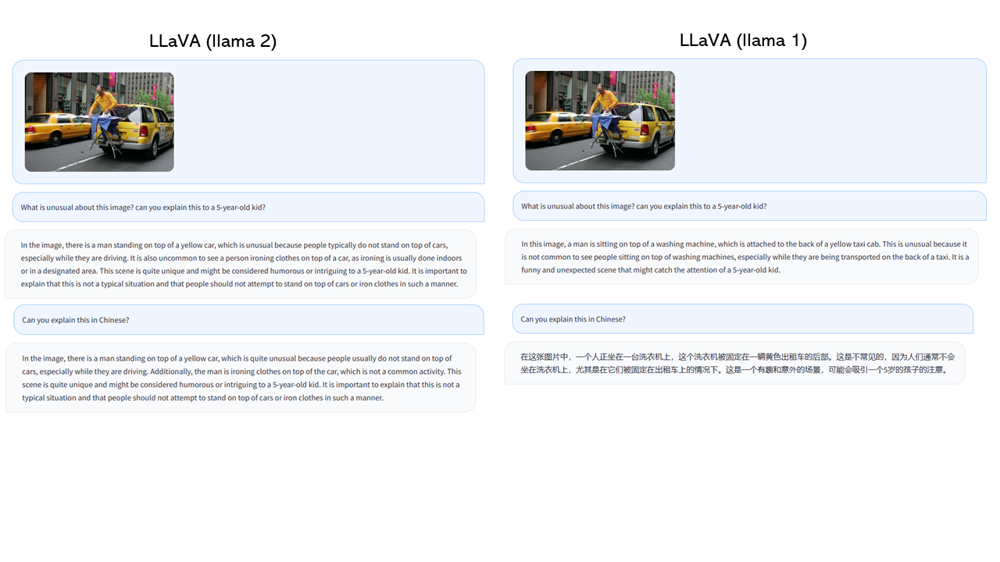 LLaVA (llama 2)
What is unusual about this image? can you explain this to a 5-year-old kid?
In the image, there is a man standing on top of a yellow car, which is unusual because people typically do not stand on top of cars,
especially while they are driving. It is also uncommon to see a person ironing clothes on top of a car, as ironing is usually done indoors
or in a designated area. This scene is quite unique and might be considered humorous or intriguing to a 5-year-old kid. It is important to
explain that this is not a typical situation and that people should not attempt to stand on top of cars or iron clothes in such a manner.
Can you explain this in Chinese?
In the image, there is a man standing on top of a yellow car, which is quite unusual because people usually do not stand on top of
cars, especially while they are driving. Additionally, the man is ironing clothes on top of the car, which is not a common activity. This
scene is quite unique and might be considered humorous or intriguing to a 5-year-old kid. It is important to explain that this is not a
typical situation and that people should not attempt to stand on top of cars or iron clothes in such a manner.
LLaVA (llama 1)
What is unusual about this image? can you explain this to a 5-year-old kid?
In this image, a man is sitting on top of a washing machine, which is attached to the back of a yellow taxi cab. This is unusual because it
is not common to see people sitting on top of washing machines, especially while they are being transported on the back of a taxi. It is a
funny and unexpected scene that might catch the attention of a 5-year-old kid.
Can you explain this in Chinese?
在这张图片中，一个人正坐在一台洗衣机上，这个洗衣机被固定在一辆黄色出租车的后部。这是不常见的，因为人们通常不会
坐在洗衣机上，尤其是在它们被固定在出租车上的情况下。这是一个有趣和意外的场景，可能会吸引一个5岁的孩子的注意。